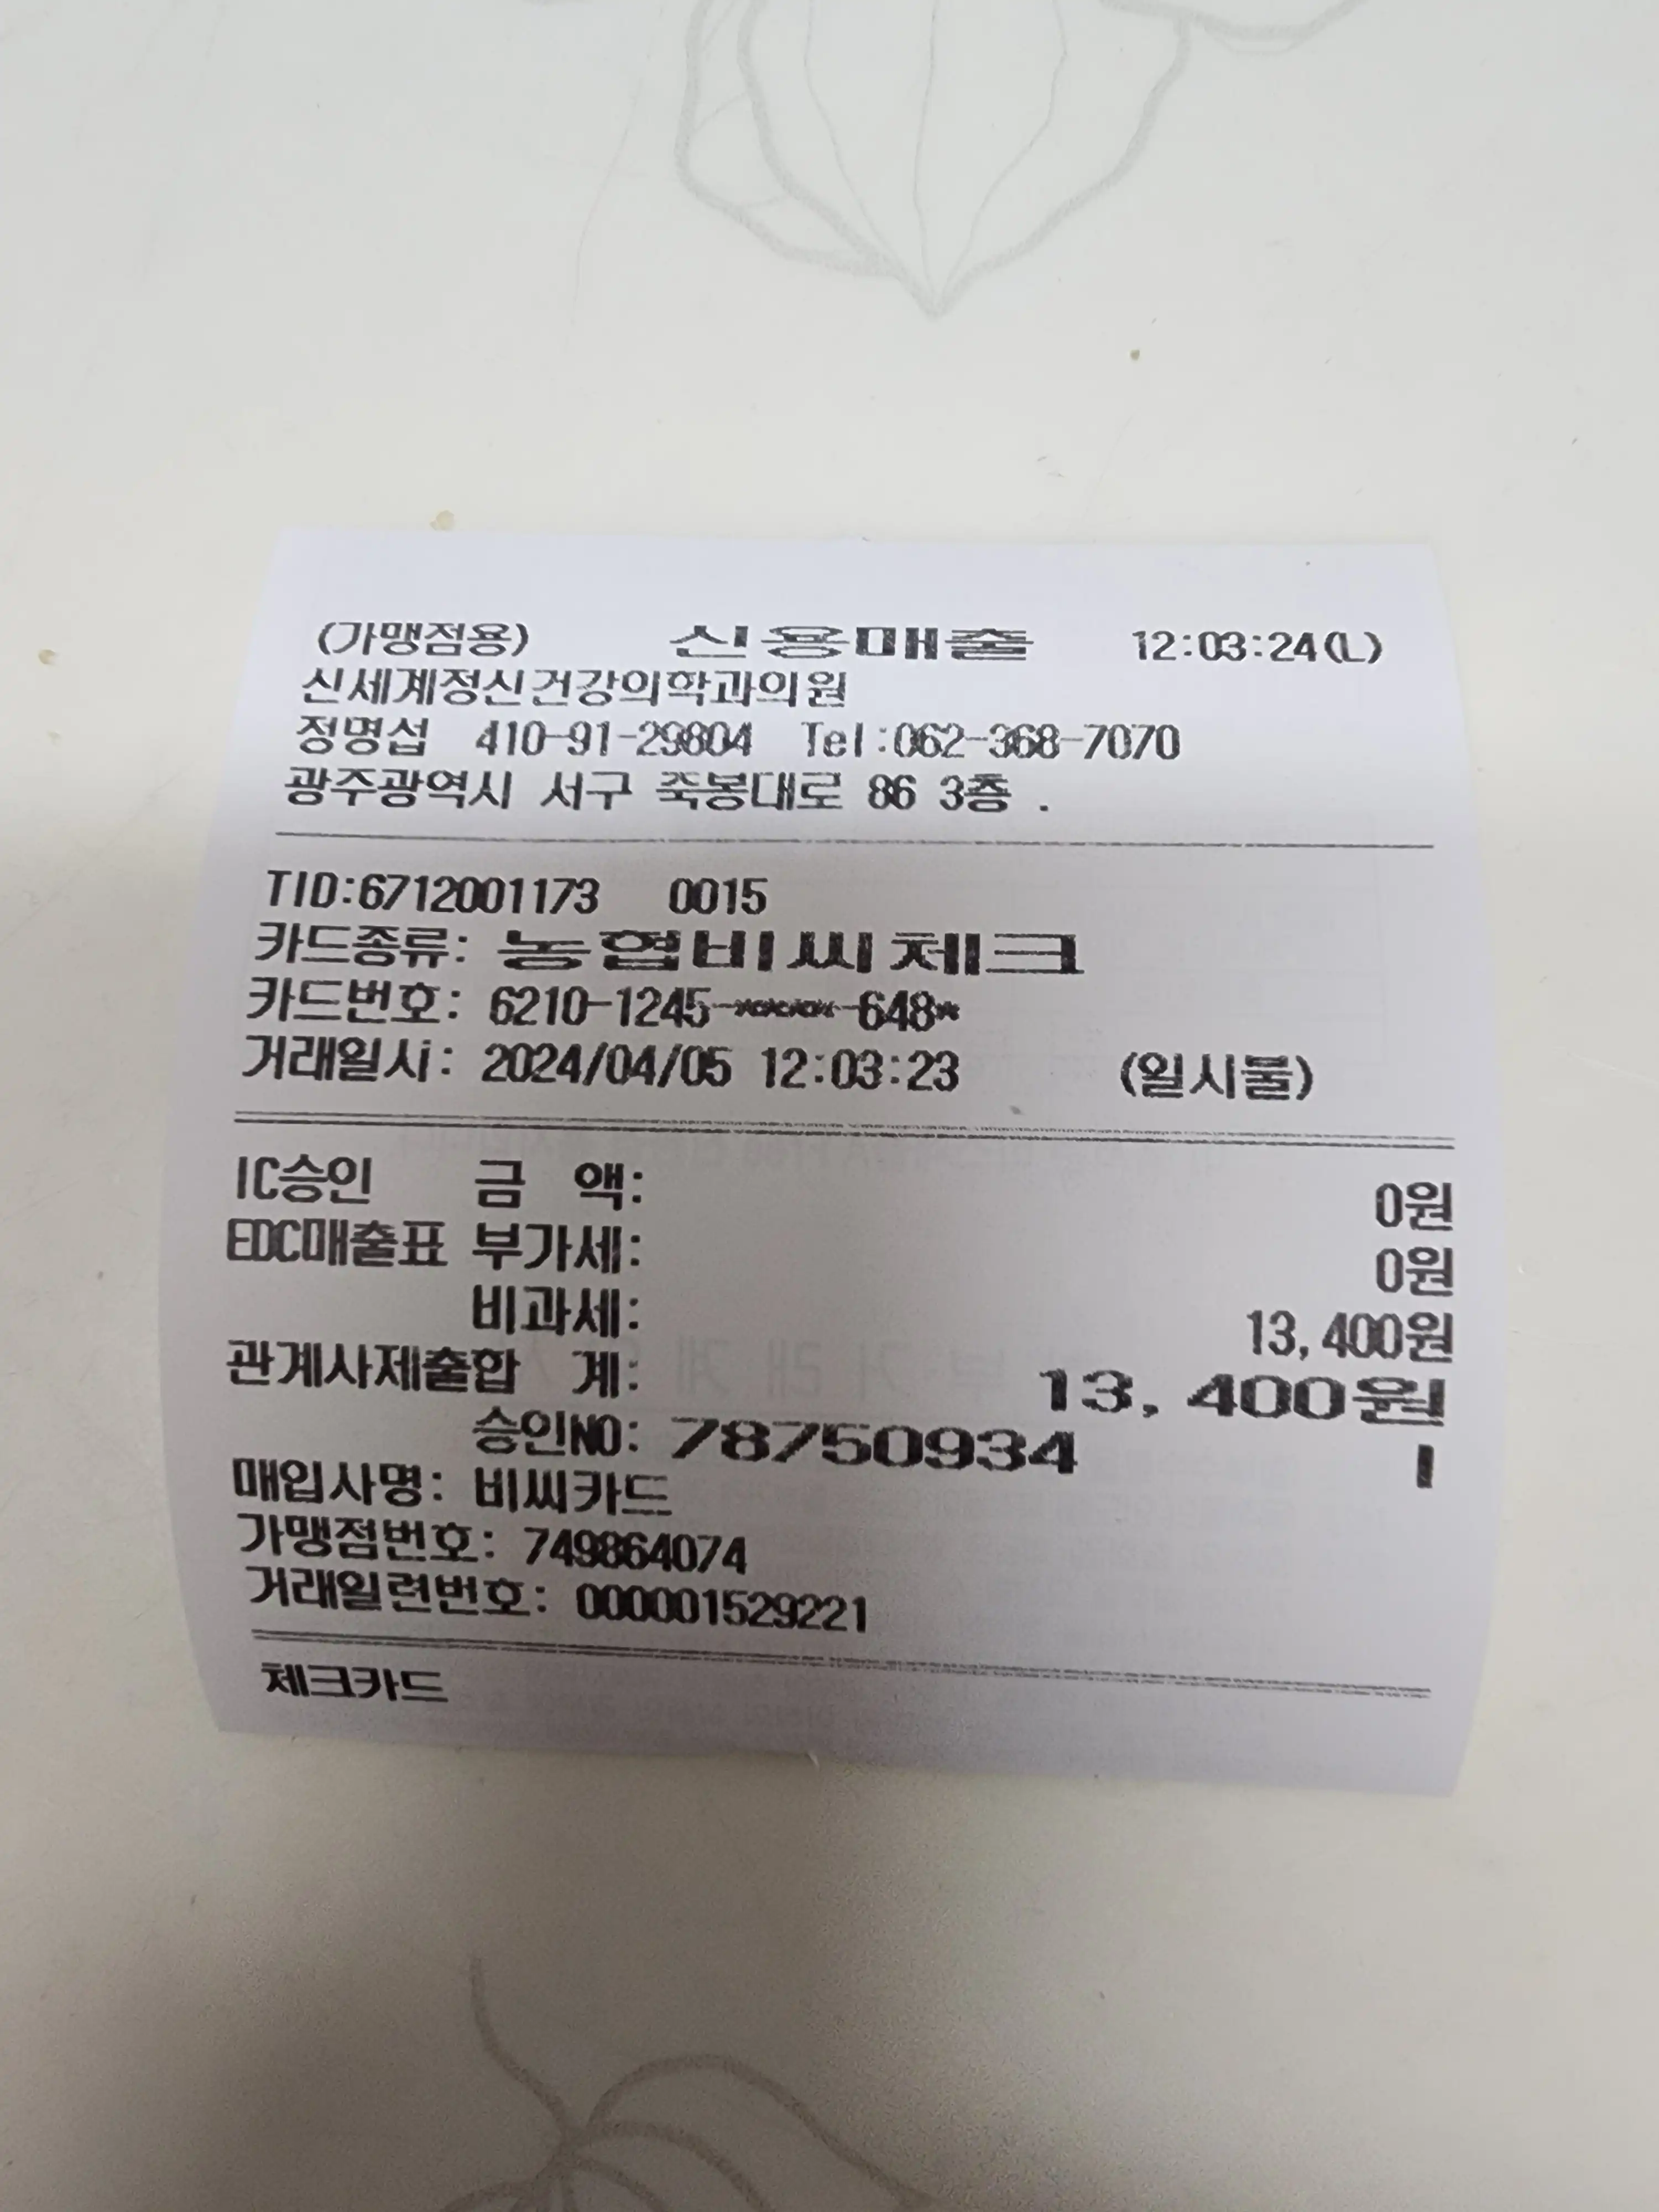 (가맹점용) 신용매출 12:03:24(L)
신세계정신건강의학과의원
정명섭 410-91-29804 Tel:062-368-7070
광주광역시 서구 죽봉대로 86 3층 .
TID:6712001173 0015
카드종류: 농협비씨체크
카드번호: 6210-1245-****-648*
거래일시: 2024/04/05 12:03:23 (일시불)
IC승인 금 액: 0원
EDC매출표 부가세: 0원
비과세: 13,400원
관계사제출합 계: 13,400원
승인NO: 78750934 I
매입사명: 비씨카드
가맹점번호: 749864074
거래일련번호: 000001529221
체크카드